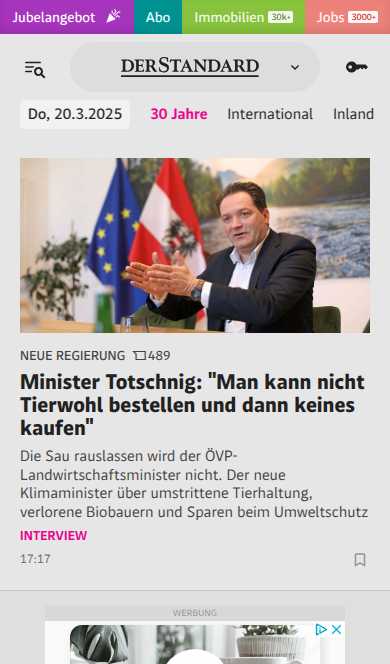 Jubelangebot Abo Immobilien 30k+ Jobs 3000+
DERSTANDARD
Do, 20.3.2025 30 Jahre International Inland
NEUE REGIERUNG 489
Minister Totschnig: "Man kann nicht
Tierwohl bestellen und dann keines
kaufen"
Die Sau rauslassen wird der ÖVP-
Landwirtschaftsminister nicht. Der neue
Klimaminister über umstrittene Tierhaltung,
verlorene Biobauern und Sparen beim Umweltschutz
INTERVIEW
17:17
WERBUNG